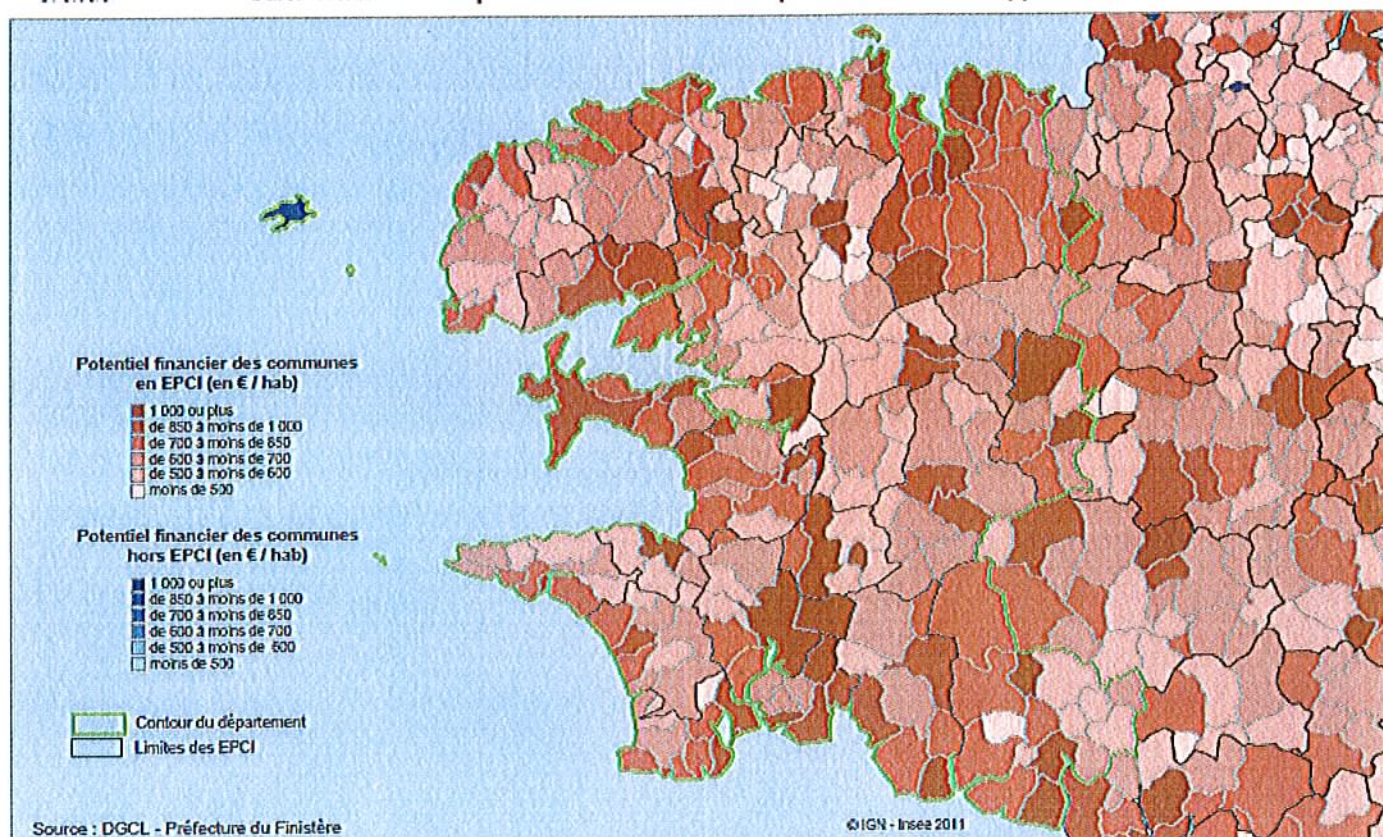 Potentiel financier des communes
en EPCI (en € / hab)
1 000 ou plus
de 850 à moins de 1 000
de 700 à moins de 850
de 600 à moins de 700
de 500 à moins de 600
moins de 500
Potentiel financier des communes
hors EPCI (en € / hab)
1 000 ou plus
de 850 à moins de 1 000
de 700 à moins de 850
de 600 à moins de 700
de 500 à moins de 600
moins de 500
Contour du département
Limites des EPCI
Source : DGCL - Préfecture du Finistère
© IGN - Insee 2011